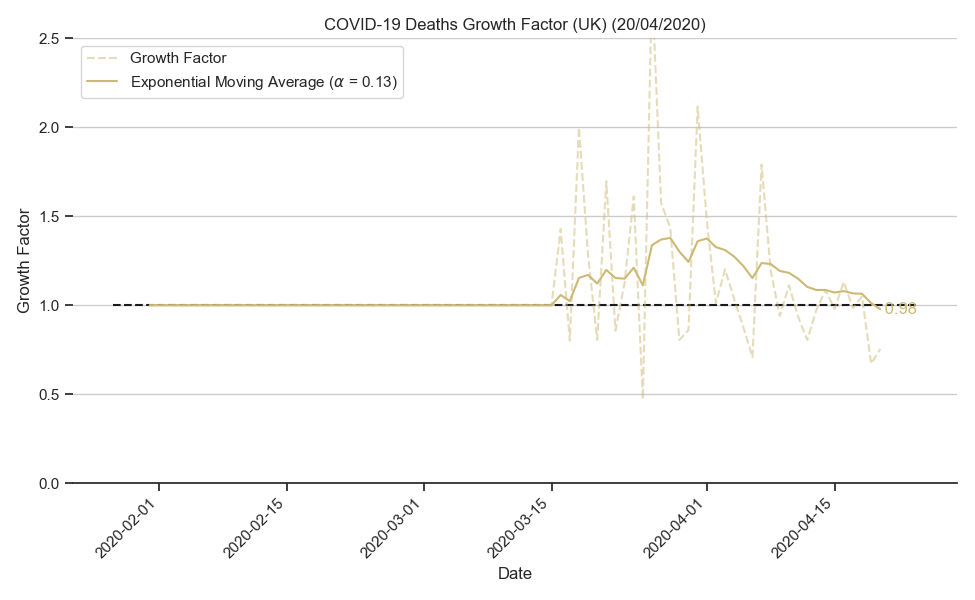 COVID-19 Deaths Growth Factor (UK) (20/04/2020)
Growth Factor
Exponential Moving Average (α = 0.13)
Growth Factor
2.5
2.0
1.5
1.0
0.5
0.0
0.98
2020-02-01
2020-02-15
2020-03-01
2020-03-15
2020-04-01
2020-04-15
Date